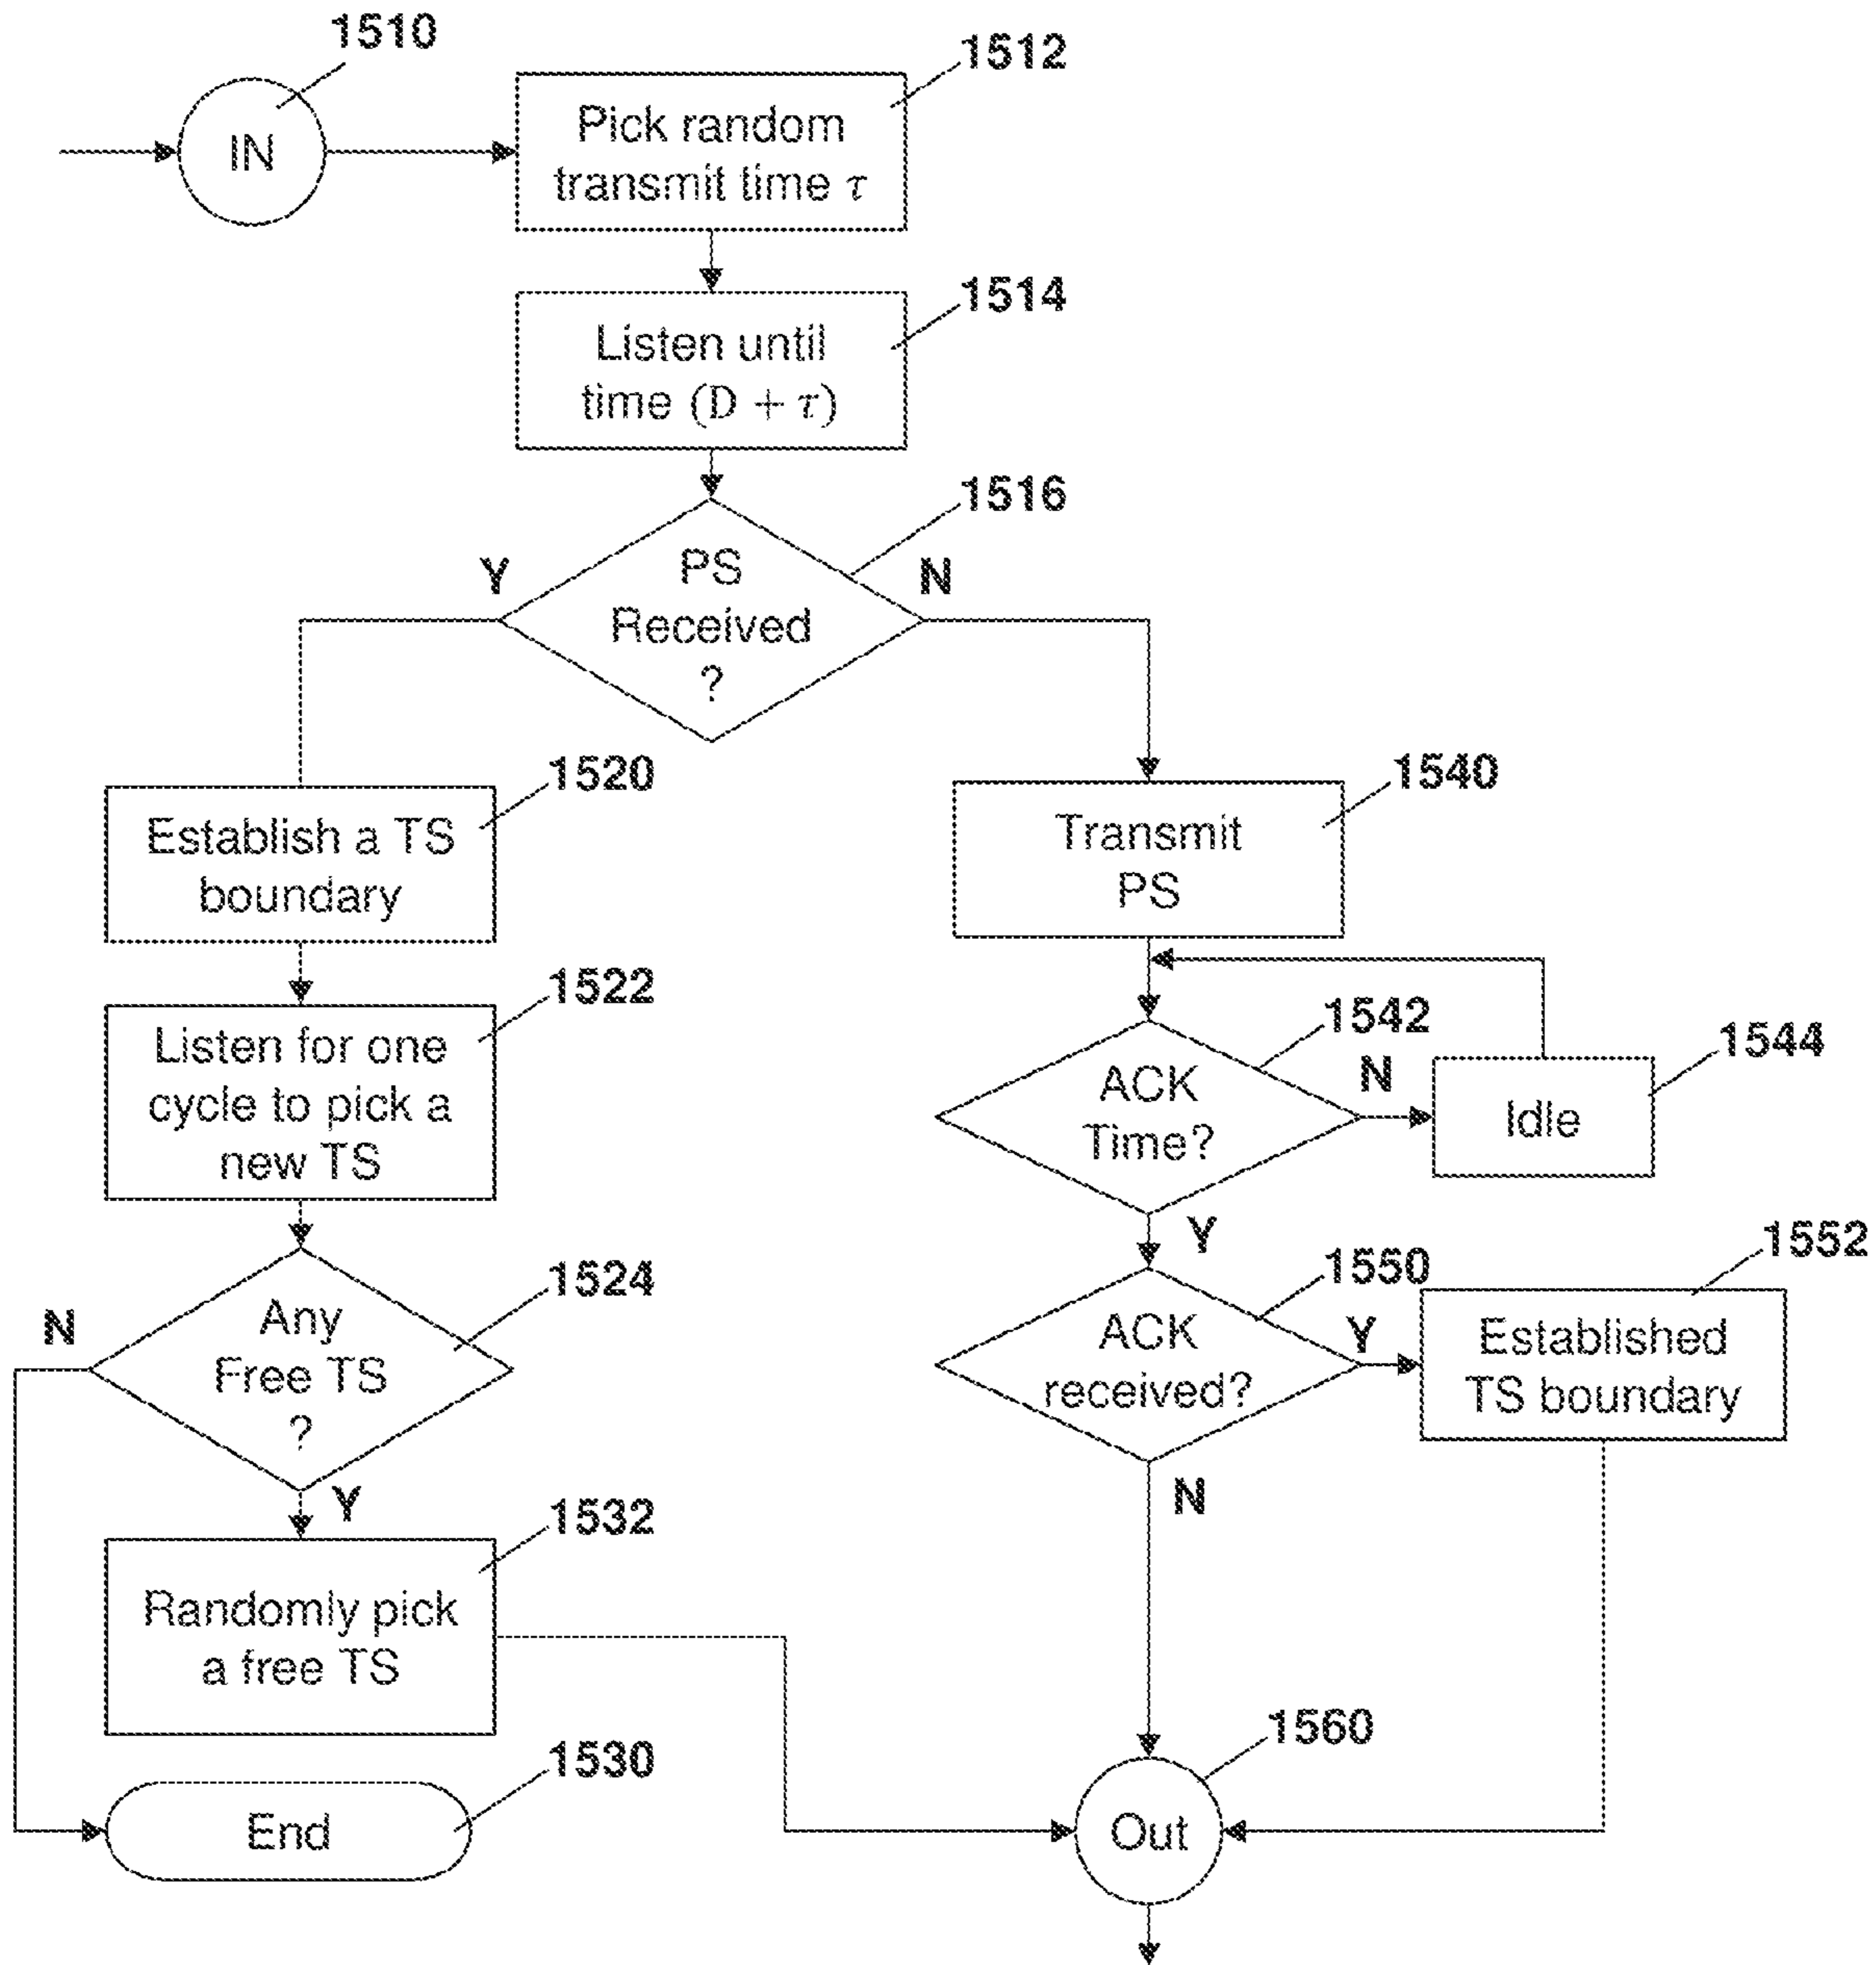 1510
IN
1512
Pick random
transmit time τ
1514
Listen until
time (D + τ)
1516
Y
PS
Received
?
N
1520
Establish a TS
boundary
1540
Transmit
PS
1522
Listen for one
cycle to pick a
new TS
1542
ACK
Time?
N
1544
Idle
Y
1524
N
Any
Free TS
?
Y
1550
ACK
received?
Y
1552
Established
TS boundary
N
1532
Randomly pick
a free TS
1530
End
1560
Out